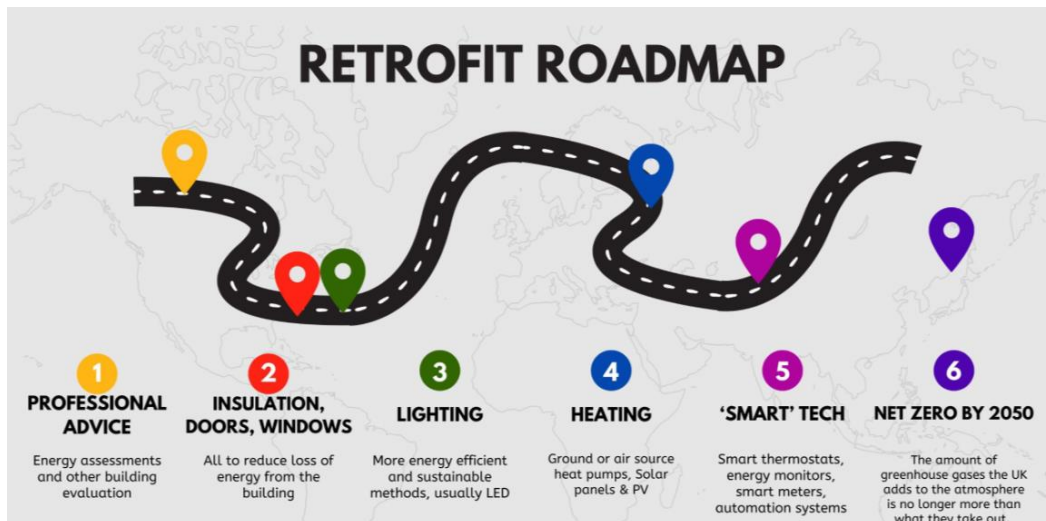 RETROFIT ROADMAP
1
PROFESSIONAL
ADVICE
Energy assessments
and other building
evaluation
2
INSULATION,
DOORS, WINDOWS
All to reduce loss of
energy from the
building
3
LIGHTING
More energy efficient
and sustainable
methods, usually LED
4
HEATING
Ground or air source
heat pumps, Solar
panels & PV
5
‘SMART’ TECH
Smart thermostats,
energy monitors,
smart meters,
automation systems
6
NET ZERO BY 2050
The amount of
greenhouse gases the UK
adds to the atmosphere
is no longer more than
what they take out